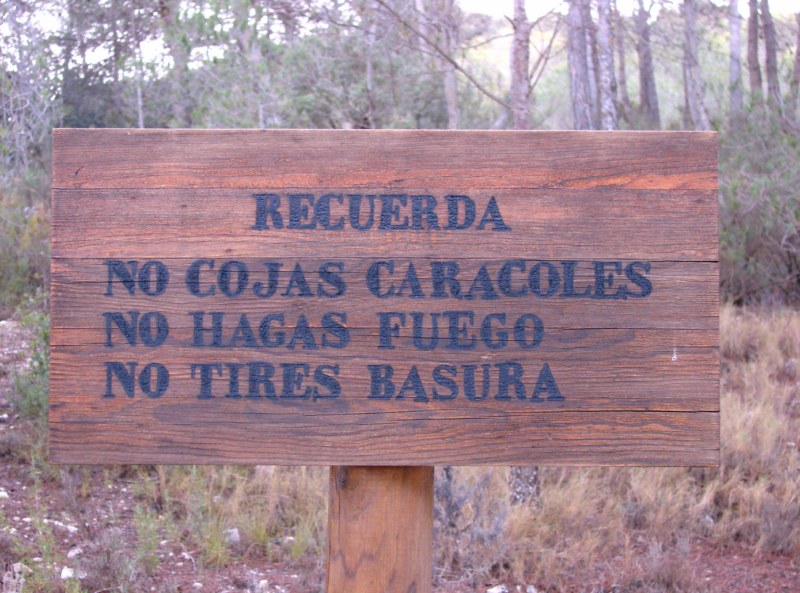 RECUERDA
NO COJAS CARACOLES
NO HAGAS FUEGO
NO TIRES BASURA